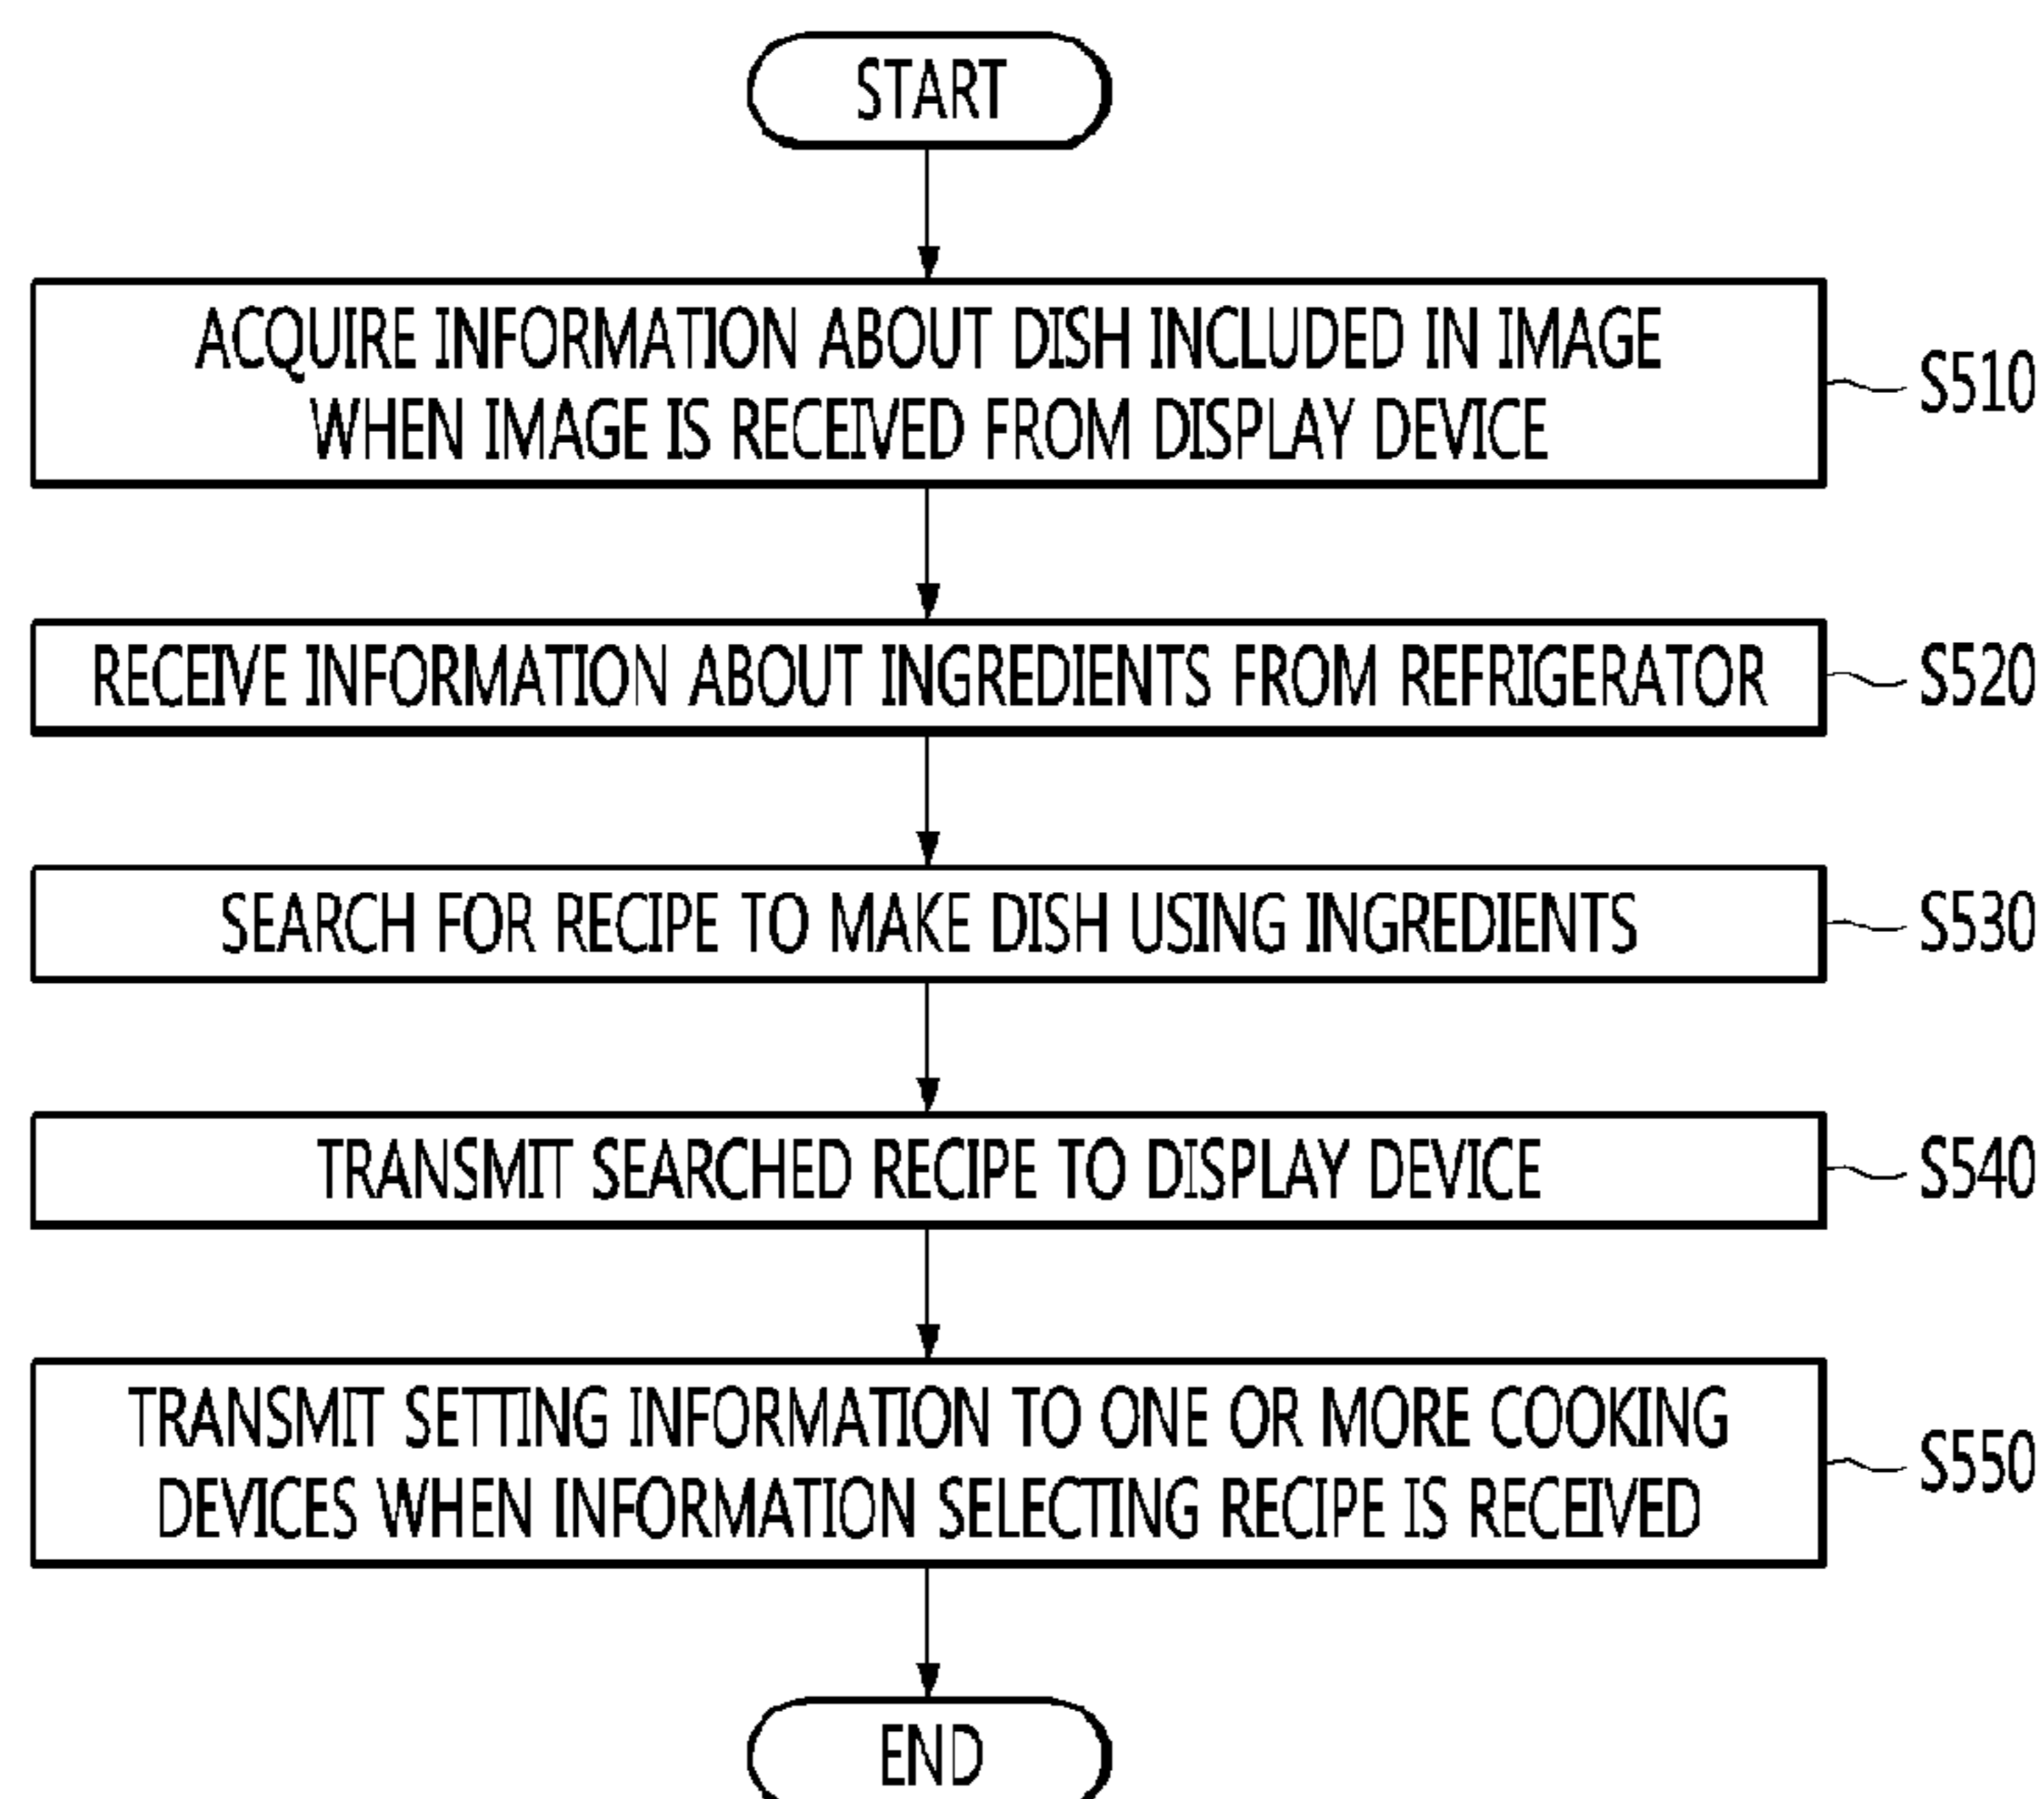 START
ACQUIRE INFORMATION ABOUT DISH INCLUDED IN IMAGE
WHEN IMAGE IS RECEIVED FROM DISPLAY DEVICE
S510
RECEIVE INFORMATION ABOUT INGREDIENTS FROM REFRIGERATOR
S520
SEARCH FOR RECIPE TO MAKE DISH USING INGREDIENTS
S530
TRANSMIT SEARCHED RECIPE TO DISPLAY DEVICE
S540
TRANSMIT SETTING INFORMATION TO ONE OR MORE COOKING
DEVICES WHEN INFORMATION SELECTING RECIPE IS RECEIVED
S550
END